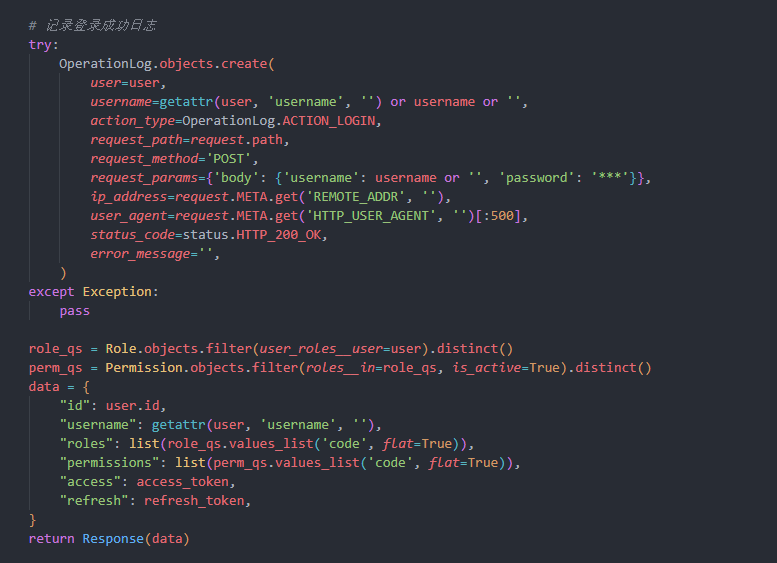 # 记录登录成功日志
try:
    OperationLog.objects.create(
        user=user,
        username=getattr(user, 'username', '') or username or '',
        action_type=OperationLog.ACTION_LOGIN,
        request_path=request.path,
        request_method='POST',
        request_params={'body': {'username': username or '', 'password': '***'}},
        ip_address=request.META.get('REMOTE_ADDR', ''),
        user_agent=request.META.get('HTTP_USER_AGENT', '')[:500],
        status_code=status.HTTP_200_OK,
        error_message='',
    )
except Exception:
    pass
role_qs = Role.objects.filter(user_roles__user=user).distinct()
perm_qs = Permission.objects.filter(roles__in=role_qs, is_active=True).distinct()
data = {
    "id": user.id,
    "username": getattr(user, 'username', ''),
    "roles": list(role_qs.values_list('code', flat=True)),
    "permissions": list(perm_qs.values_list('code', flat=True)),
    "access": access_token,
    "refresh": refresh_token,
}
return Response(data)